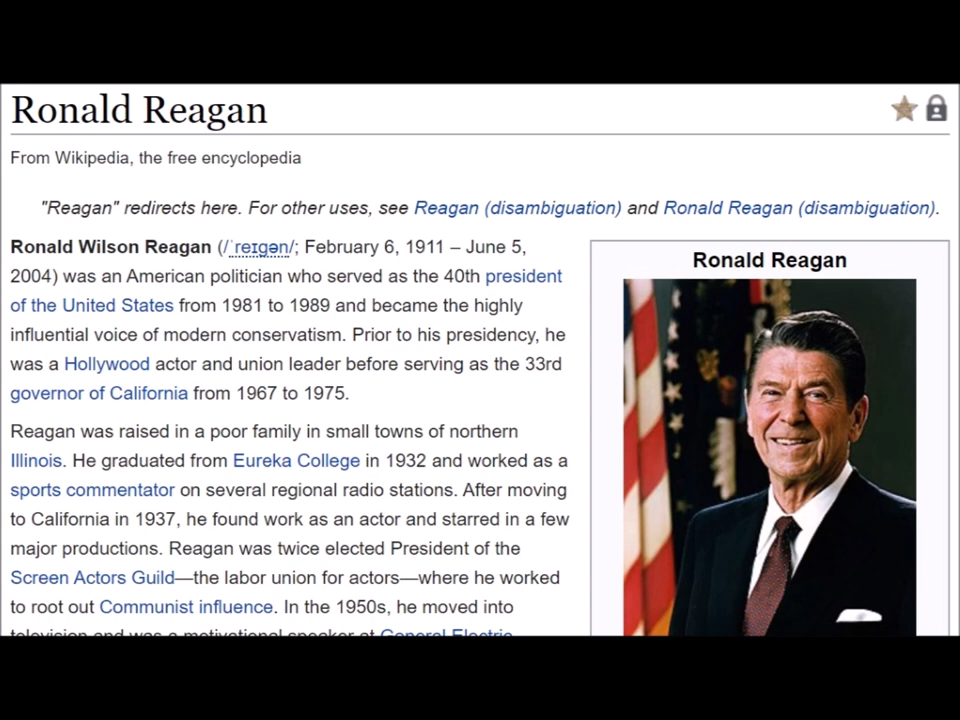 Ronald Reagan
From Wikipedia, the free encyclopedia
"Reagan" redirects here. For other uses, see Reagan (disambiguation) and Ronald Reagan (disambiguation).
Ronald Wilson Reagan (/ˈreɪɡən/; February 6, 1911 – June 5,
2004) was an American politician who served as the 40th president
of the United States from 1981 to 1989 and became the highly
influential voice of modern conservatism. Prior to his presidency, he
was a Hollywood actor and union leader before serving as the 33rd
governor of California from 1967 to 1975.
Reagan was raised in a poor family in small towns of northern
Illinois. He graduated from Eureka College in 1932 and worked as a
sports commentator on several regional radio stations. After moving
to California in 1937, he found work as an actor and starred in a few
major productions. Reagan was twice elected President of the
Screen Actors Guild—the labor union for actors—where he worked
to root out Communist influence. In the 1950s, he moved into
television and was a motivational speaker at General Electric
Ronald Reagan